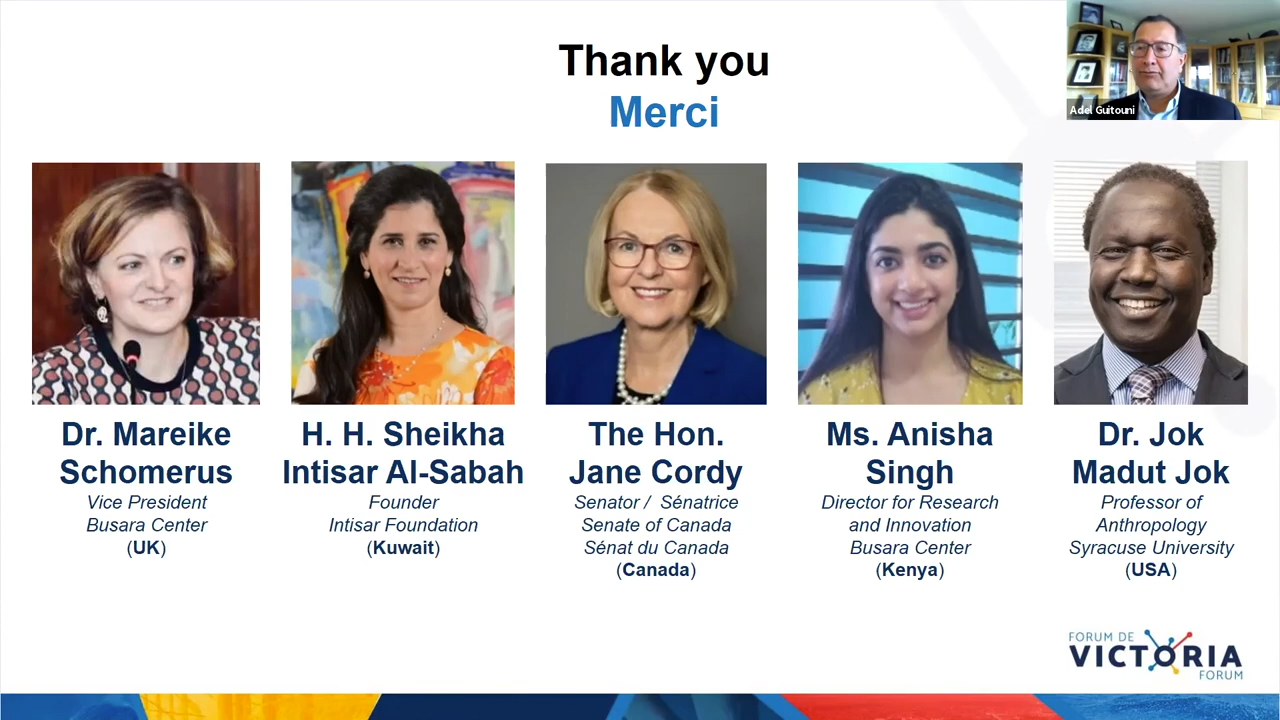 Thank you
Merci
Adel Guitouni
Dr. Mareike
Schomerus
Vice President
Busara Center
(UK)
H. H. Sheikha
Intisar Al-Sabah
Founder
Intisar Foundation
(Kuwait)
The Hon.
Jane Cordy
Senator / Sénatrice
Senate of Canada
Sénat du Canada
(Canada)
Ms. Anisha
Singh
Director for Research
and Innovation
Busara Center
(Kenya)
Dr. Jok
Madut Jok
Professor of
Anthropology
Syracuse University
(USA)
FORUM DE
VICTORIA
FORUM